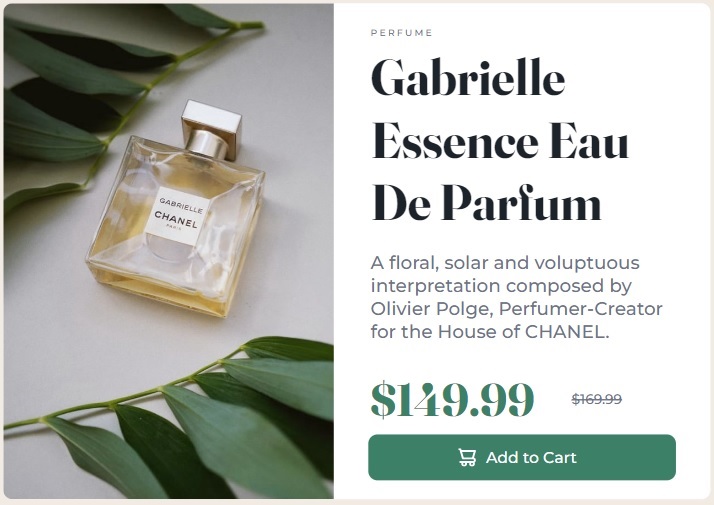 GABRIELLE
CHANEL
PARIS
PERFUME
Gabrielle
Essence Eau
De Parfum
A floral, solar and voluptuous
interpretation composed by
Olivier Polge, Perfumer-Creator
for the House of CHANEL.
$149.99
$169.99
Add to Cart